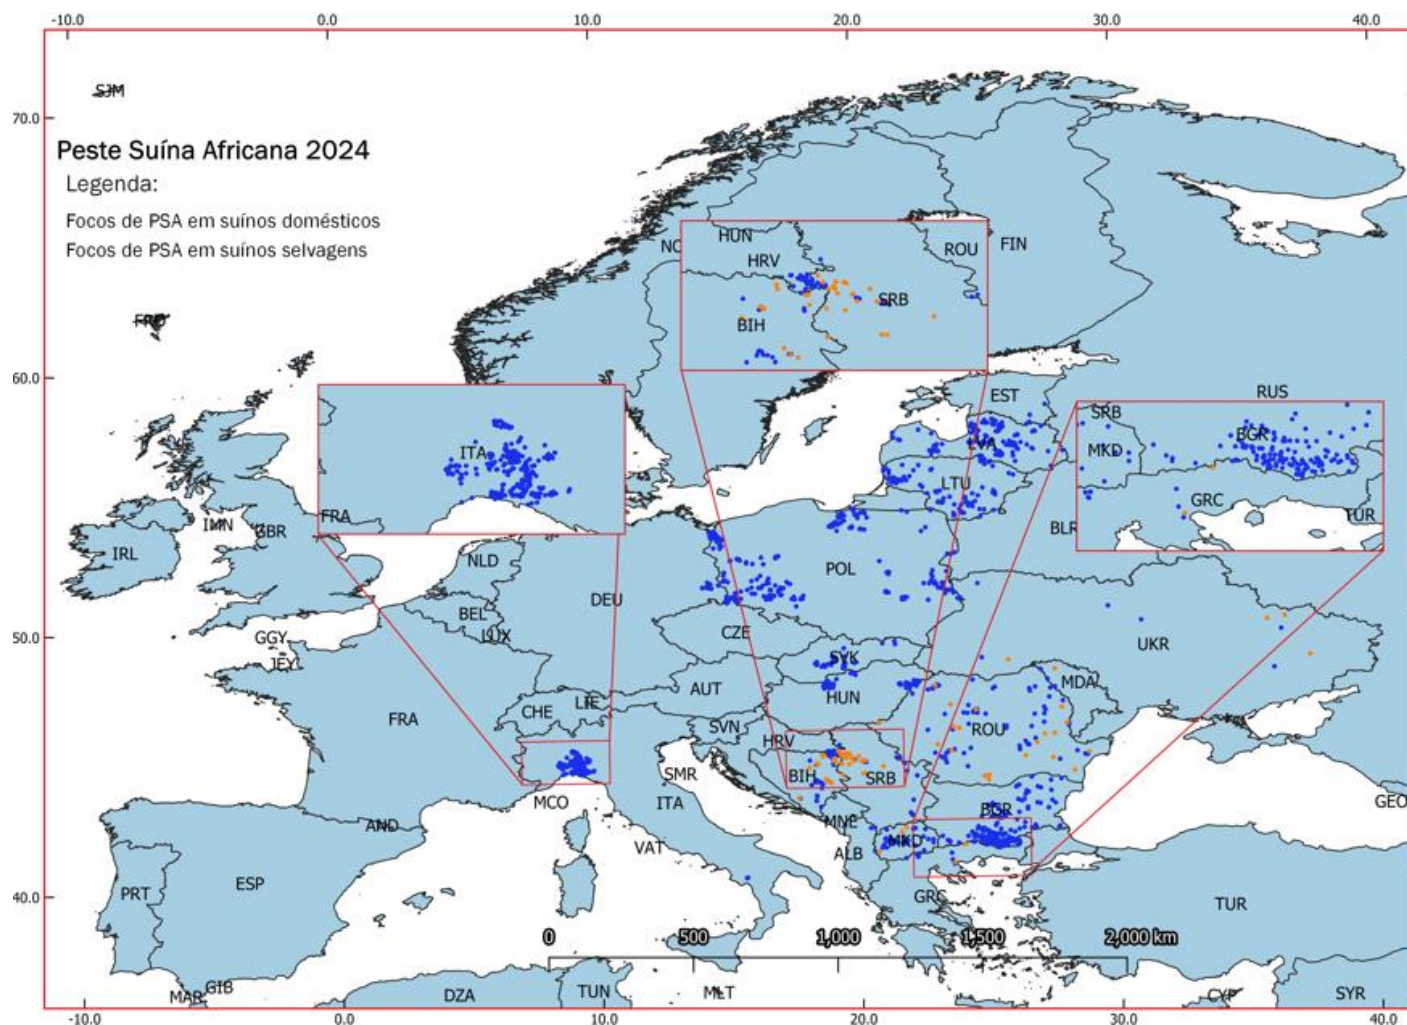 -10.0 0.0 10.0 20.0 30.0 40.0
SJM
70.0
Peste Suína Africana 2024
Legenda:
Focos de PSA em suínos domésticos
Focos de PSA em suínos selvagens
HUN
NO
HRV
ROU
FIN
SRB
FRO
BIH
60.0
RUS
EST
SRB
BGR
LVA
MKD
ITA
LTU
GRC
FRA
TUR
IMN
GBR
BLR
IRL
NLD
POL
DEU
BEL
CZE
LUX
50.0
GGY
UKR
JEY
SVK
AUT
MDA
HUN
LIE
CHE
FRA
SVN
ROU
HRV
BIH
SRB
SMR
MCO
ITA
BGR
GEO
AND
MNE
MKD
VAT
ALB
ESP
PRT
40.0
GRC
TUR
0 500 1,000 1,500 2,000 km
GIB
MAR
DZA
TUN
MLT
CYP
SYR
-10.0 0.0 10.0 20.0 30.0 40.0